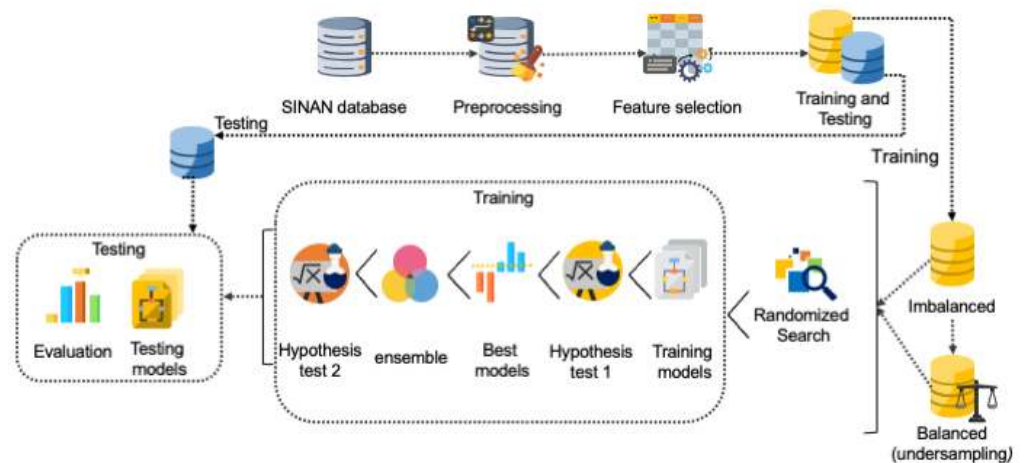 SINAN database
Preprocessing
Feature selection
Training and
Testing
Testing
Training
Training
Testing
Evaluation
Testing
models
Hypothesis
test 2
ensemble
Best
models
Hypothesis
test 1
Training
models
Randomized
Search
Imbalanced
Balanced
(undersampling)